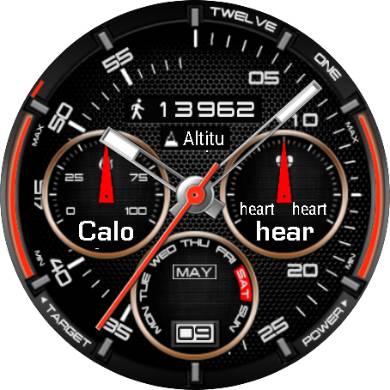 TWELVE
ONE
55
05
13962
50
10
MAX
MAX
Altitu
25
75
0
100
Calo
heart
heart
hear
45
MON TUE WED THU FRI SAT SUN
MAY
09
MIN
MIN
40
20
35
25
TARGET
POWER